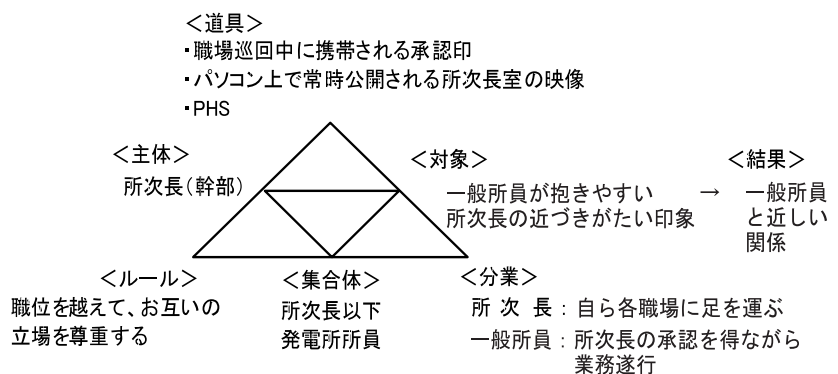 ＜道具＞
・職場巡回中に携帯される承認印
・パソコン上で常時公開される所次長室の映像
・PHS
＜主体＞
所次長（幹部）
＜対象＞
一般所員が抱きやすい
所次長の近づきがたい印象
→
＜結果＞
一般所員
と近しい
関係
＜ルール＞
職位を越えて、お互いの
立場を尊重する
＜集合体＞
所次長以下
発電所所員
＜分業＞
所 次 長 ： 自ら各職場に足を運ぶ
一般所員 ： 所次長の承認を得ながら
業務遂行